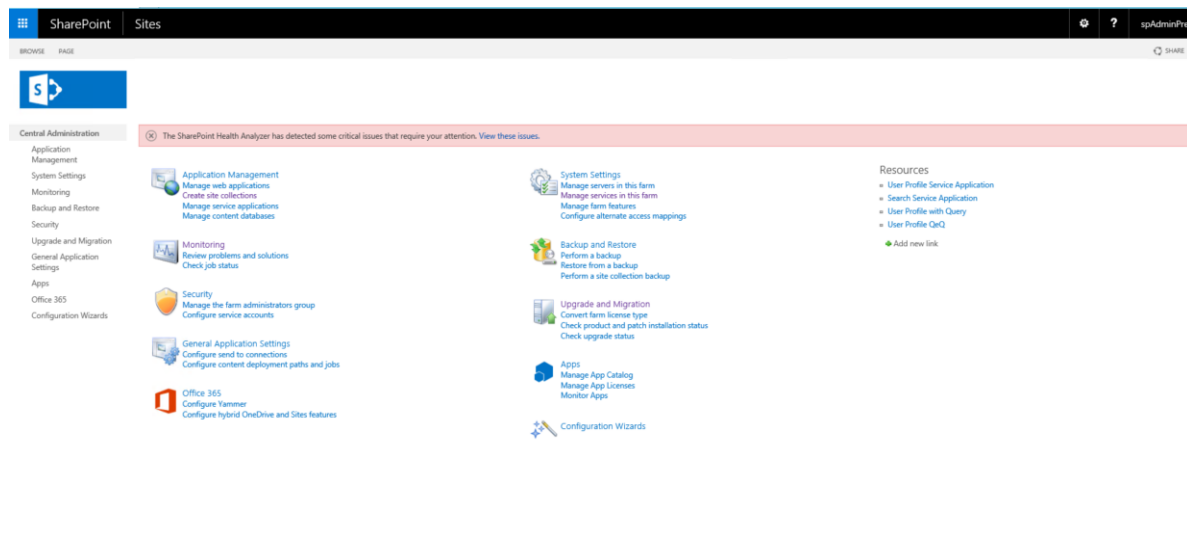 SharePoint Sites ? spAdminPre
BROWSE PAGE SHARE
S
Central Administration
Application
Management
System Settings
Monitoring
Backup and Restore
Security
Upgrade and Migration
General Application
Settings
Apps
Office 365
Configuration Wizards
The SharePoint Health Analyzer has detected some critical issues that require your attention. View these issues.
Application Management
Manage web applications
Create site collections
Manage service applications
Manage content databases
Monitoring
Review problems and solutions
Check job status
Security
Manage the farm administrators group
Configure service accounts
General Application Settings
Configure send to connections
Configure content deployment paths and jobs
Office 365
Configure Yammer
Configure hybrid OneDrive and Sites features
System Settings
Manage servers in this farm
Manage services in this farm
Manage farm features
Configure alternate access mappings
Backup and Restore
Perform a backup
Restore from a backup
Perform a site collection backup
Upgrade and Migration
Convert farm license type
Check product and patch installation status
Check upgrade status
Apps
Manage App Catalog
Manage App Licenses
Monitor Apps
Configuration Wizards
Resources
User Profile Service Application
Search Service Application
User Profile with Query
User Profile QeQ
Add new link